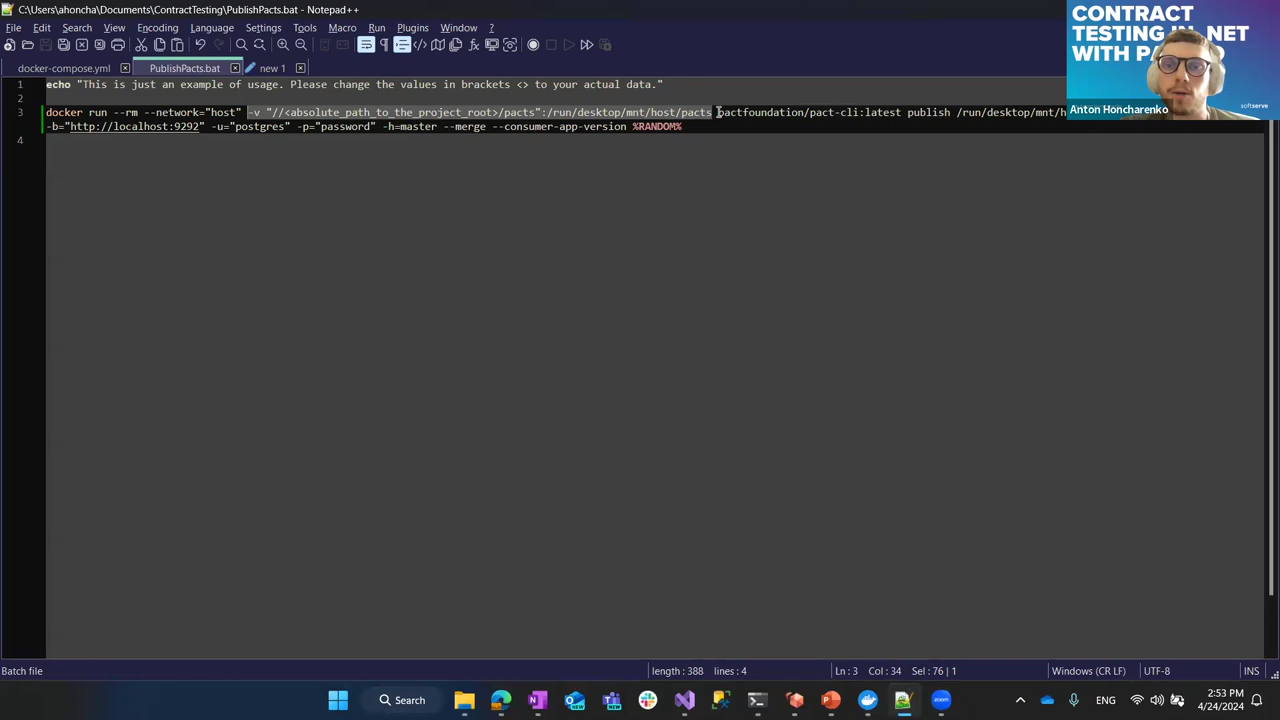 C:\Users\ahoncha\Documents\ContractTesting\PublishPacts.bat - Notepad++
File Edit Search View Encoding Language Settings Tools Macro Run Plugins Window ?
docker-compose.yml PublishPacts.bat new 1
1 echo "This is just an example of usage. Please change the values in brackets <> to your actual data."
2
3 docker run --rm --network="host" -v "//<absolute_path_to_the_project_root>/pacts":/run/desktop/mnt/host/pacts pactfoundation/pact-cli:latest publish /run/desktop/mnt/h
-b="http://localhost:9292" -u="postgres" -p="password" -h=master --merge --consumer-app-version %RANDOM%
4
CONTRACT
TESTING IN .NET
WITH PA
Anton Honcharenko
softserve
Batch file length : 388 lines : 4 Ln : 3 Col : 34 Sel : 76 | 1 Windows (CR LF) UTF-8 INS
Search
zoom
ENG
2:53 PM
4/24/2024